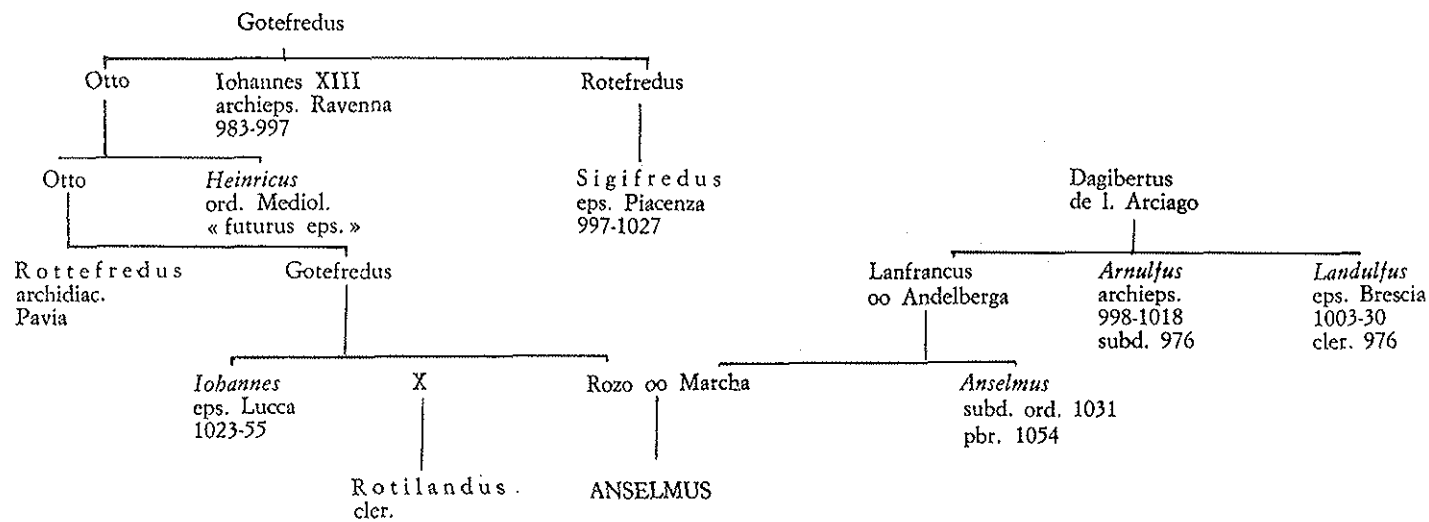 Gotefredus
Otto
Iohannes XIII
archieps. Ravenna
983-997
Rotefredus
Otto
Heinricus
ord. Mediol.
« futurus eps. »
Sigifredus
eps. Piacenza
997-1027
Dagibertus
de l. Arciago
Rottefredus
archidiac.
Pavia
Gotefredus
Lanfrancus
oo Andelberga
Arnulfus
archieps.
998-1018
subd. 976
Landulfus
eps. Brescia
1003-30
cler. 976
Iohannes
eps. Lucca
1023-55
X
Rozo oo Marcha
Anselmus
subd. ord. 1031
pbr. 1054
Rotilandus.
cler.
ANSELMUS